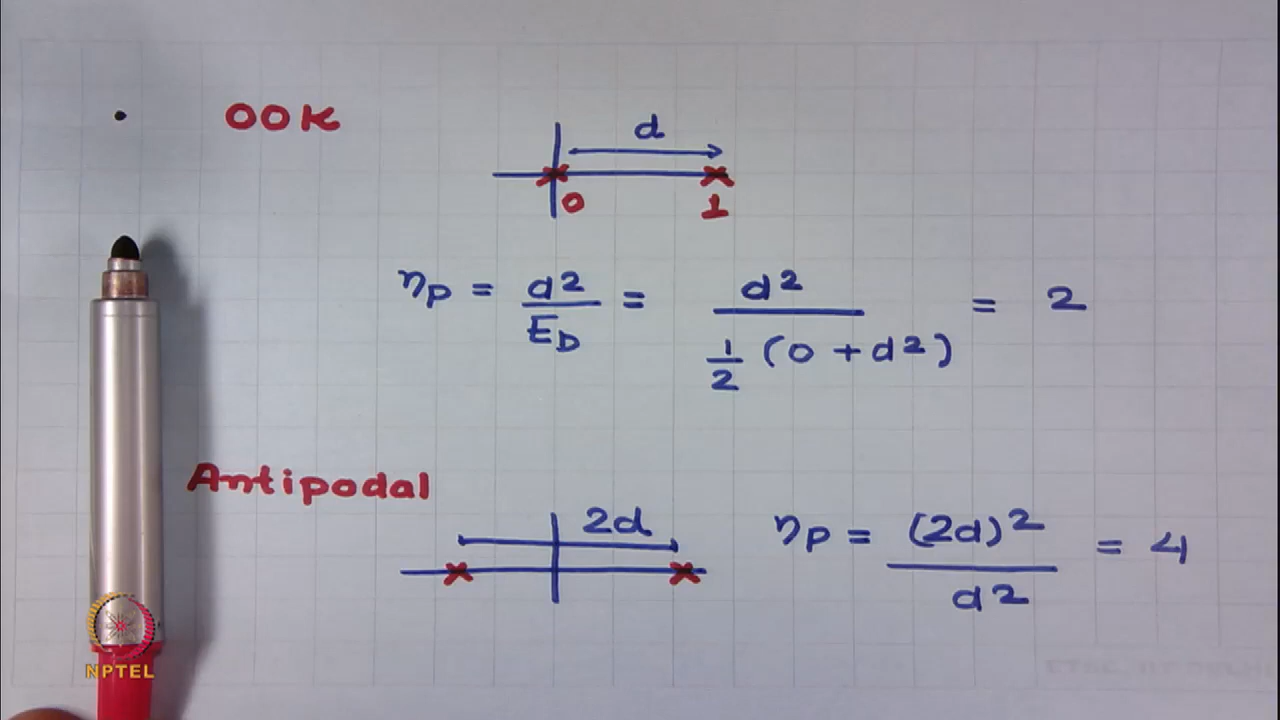 OOK
d
0 1
ηp = d2 / ED = d2 / 1/2 (0 + d2) = 2
Antipodal
2d
ηp = (2d)2 / d2 = 4
NPTEL